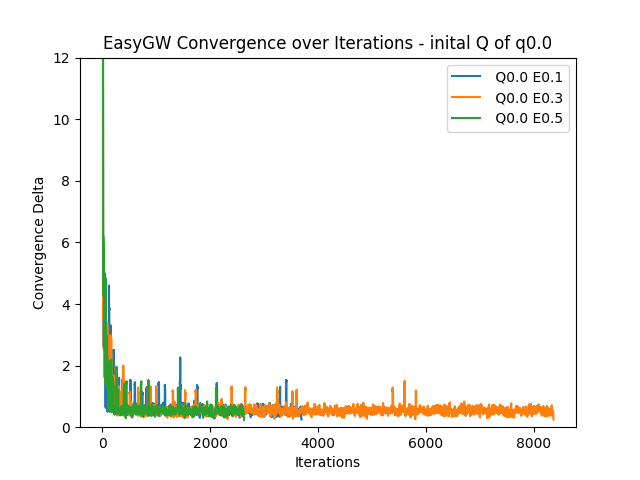 EasyGW Convergence over Iterations - inital Q of q0.0
12
10
8
6
4
2
0
Convergence Delta
Q0.0 E0.1
Q0.0 E0.3
Q0.0 E0.5
0 2000 4000 6000 8000
Iterations